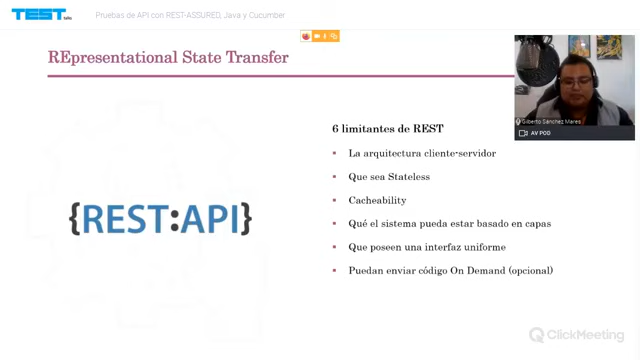 TEST
talks
Pruebas de API con REST-ASSURED, Java y Cucumber
REpresentational State Transfer
Gilberto Sánchez Mares
AV POD
6 limitantes de REST
La arquitectura cliente-servidor
Que sea Stateless
Cacheability
Qué el sistema pueda estar basado en capas
{REST:API}
Que poseen una interfaz uniforme
Puedan enviar código On Demand (opcional)
ClickMeeting